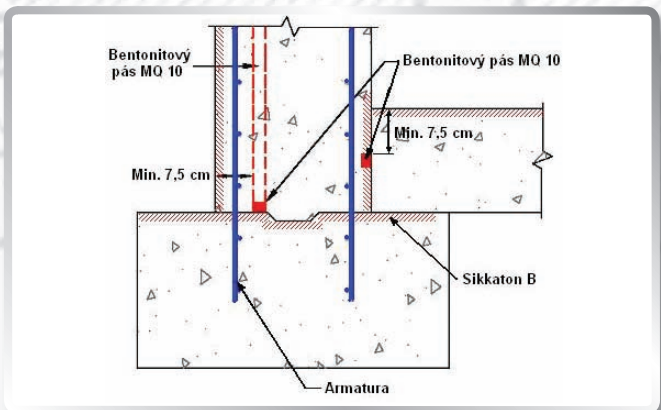 Bentonitový
pás MQ 10
Bentonitový pás MQ 10
Min. 7,5 cm
Min. 7,5 cm
Sikkaton B
Armatura